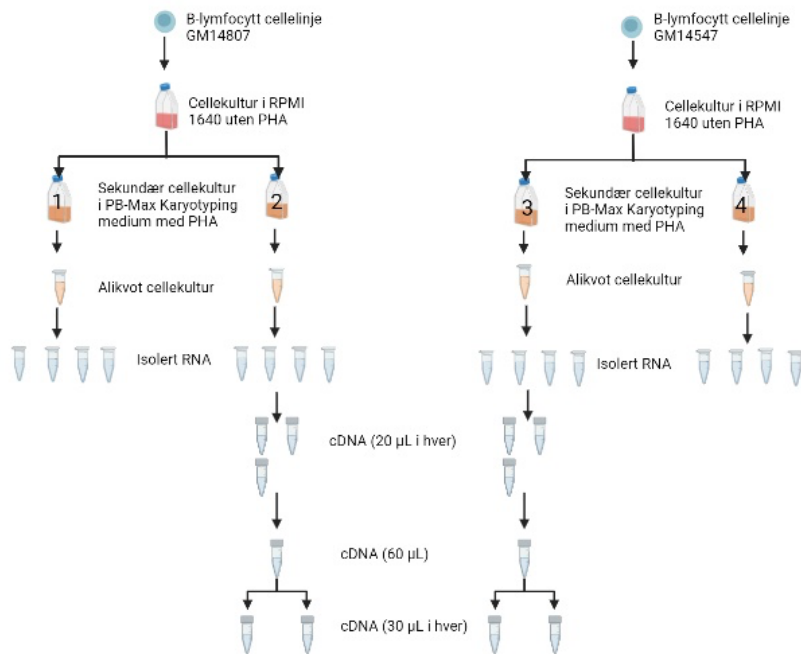 B-lymfocytt cellelinje
GM14807
B-lymfocytt cellelinje
GM14547
Cellekultur i RPMI
1640 uten PHA
Cellekultur i RPMI
1640 uten PHA
1
Sekundær cellekultur
i PB-Max Karyotyping
medium med PHA
2
3
Sekundær cellekultur
i PB-Max Karyotyping
medium med PHA
4
Alikvot cellekultur
Alikvot cellekultur
Isolert RNA
Isolert RNA
cDNA (20 µL i hver)
cDNA (60 µL)
cDNA (30 µL i hver)